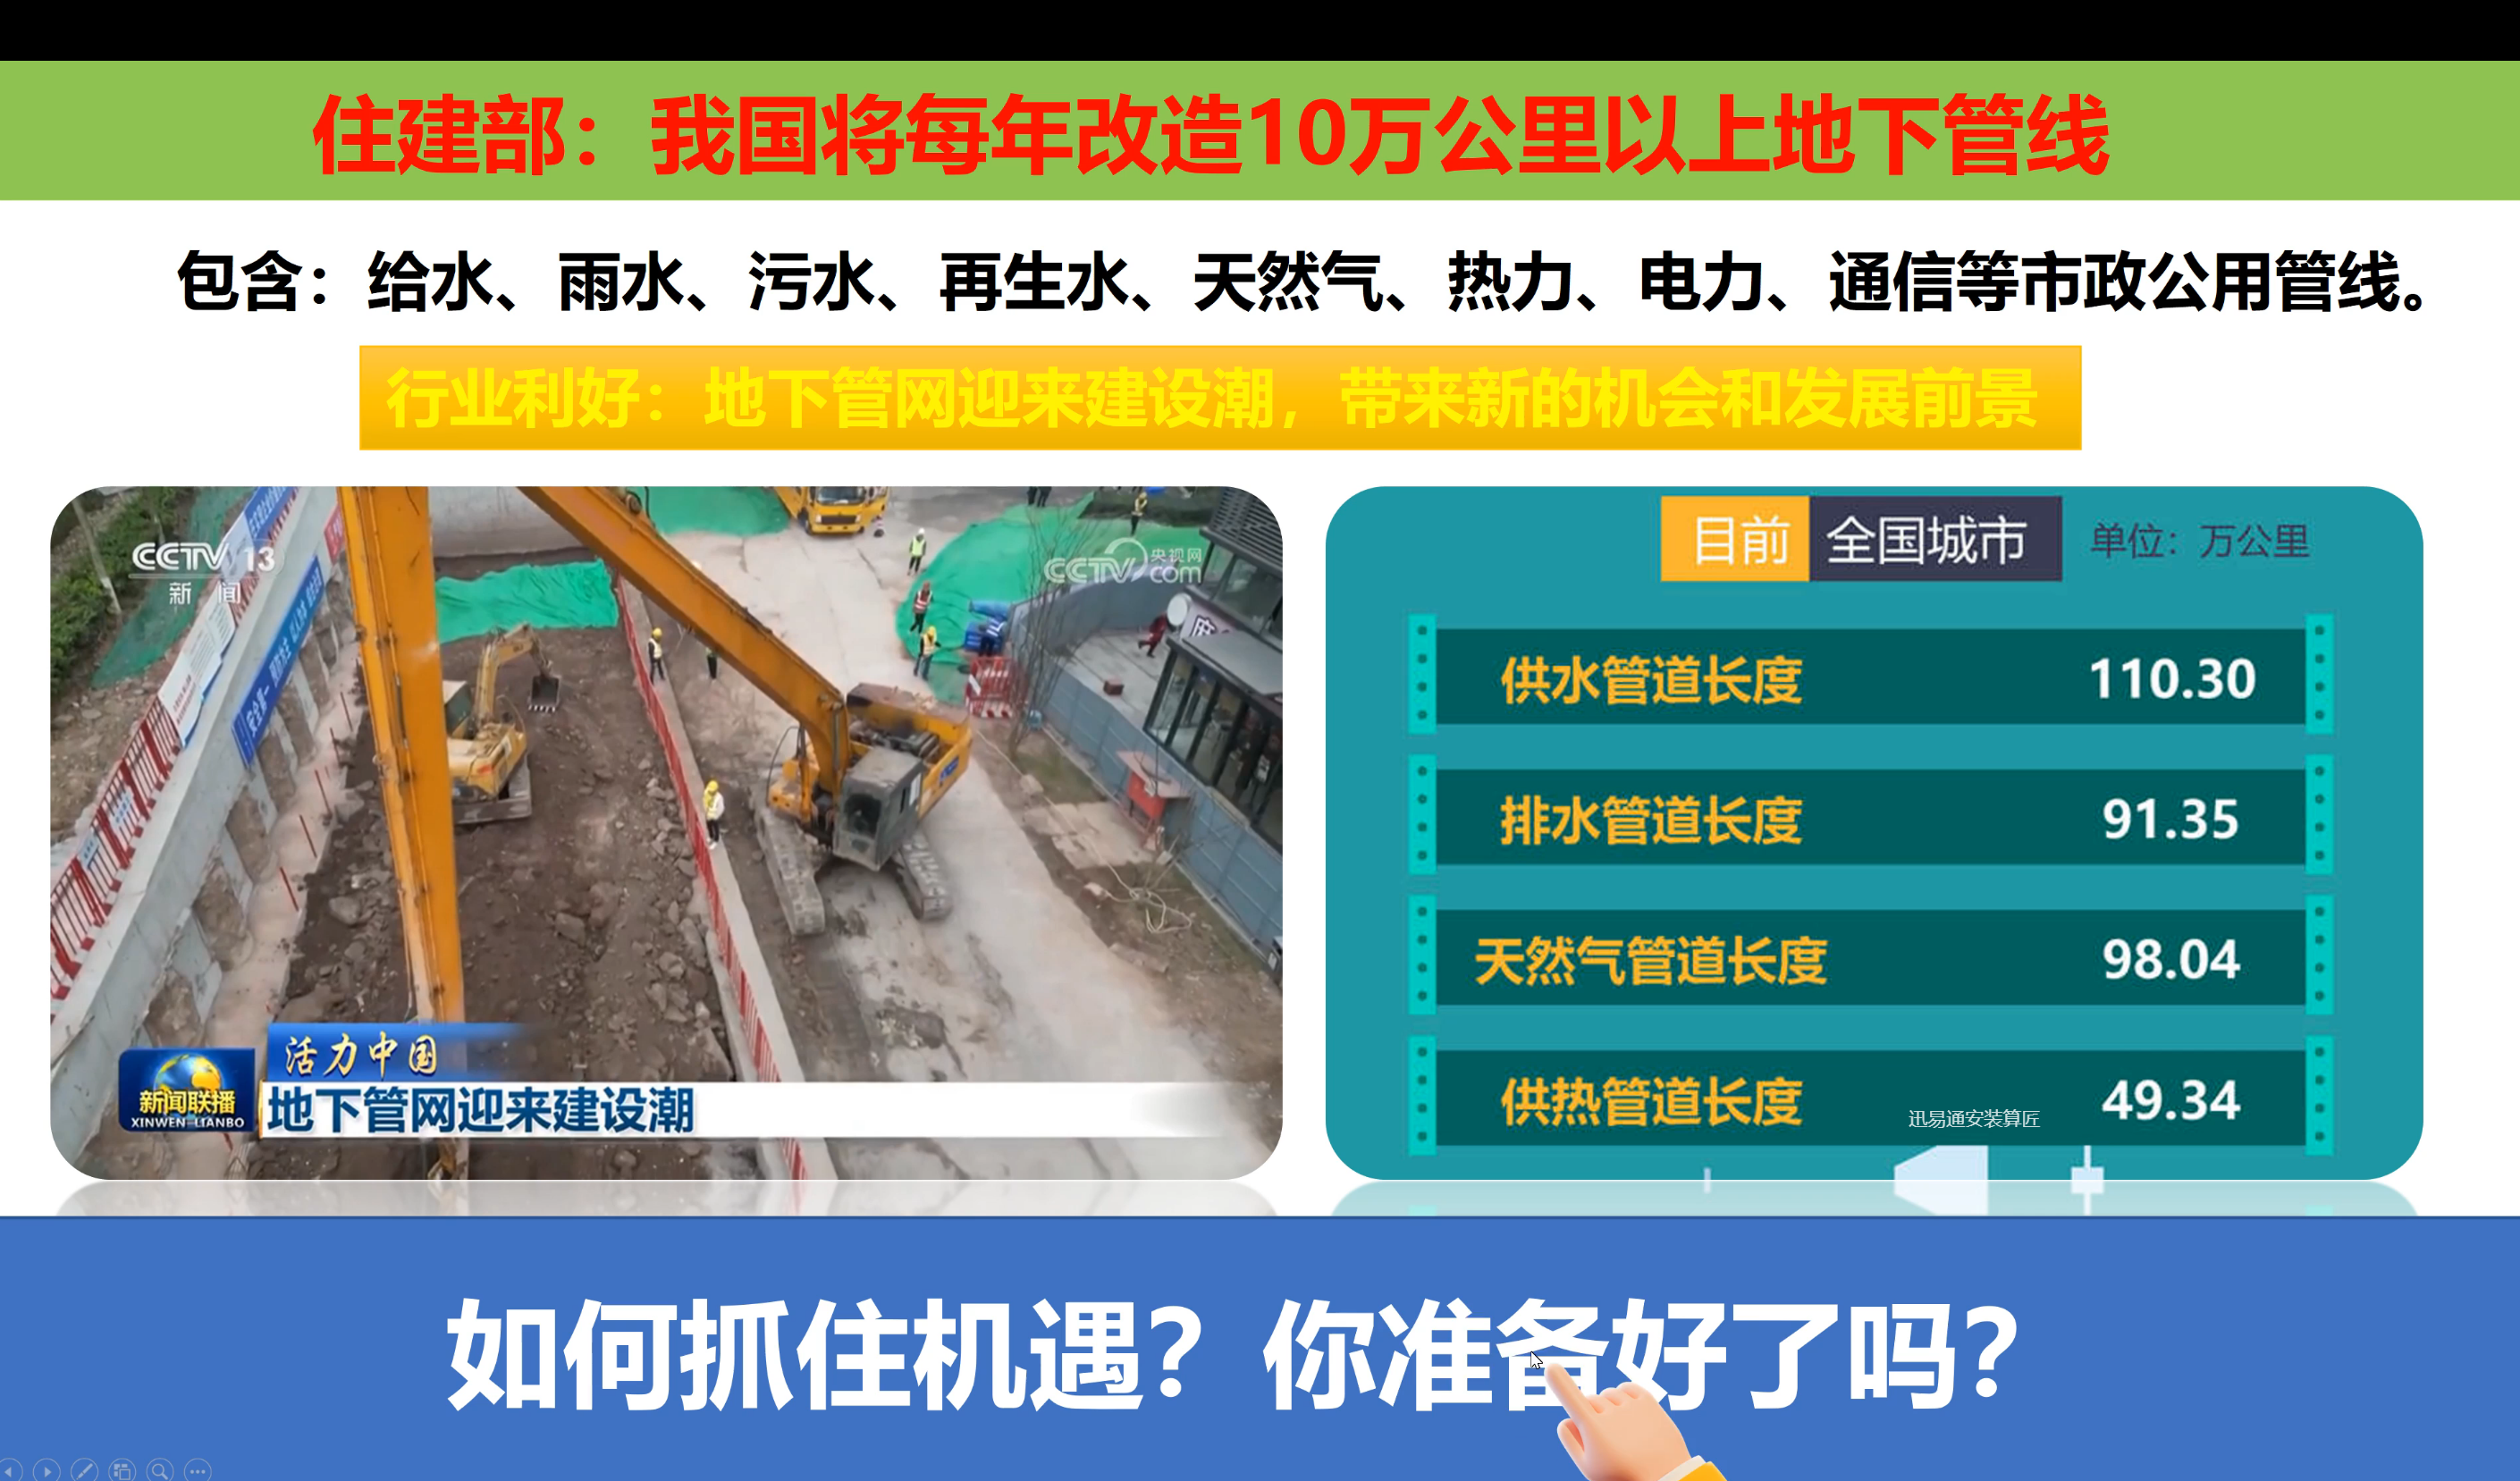 住建部：我国将每年改造10万公里以上地下管线
包含：给水、雨水、污水、再生水、天然气、热力、电力、通信等市政公用管线。
行业利好：地下管网迎来建设潮，带来新的机会和发展前景
CCTV 13
新 闻
央视网
CCTV com
安全第一 预防为主
活力中国
新闻联播
XINWEN LIANBO
地下管网迎来建设潮
目前 全国城市 单位：万公里
供水管道长度 110.30
排水管道长度 91.35
天然气管道长度 98.04
供热管道长度 49.34
迅易通安装算匠
如何抓住机遇？你准备好了吗？